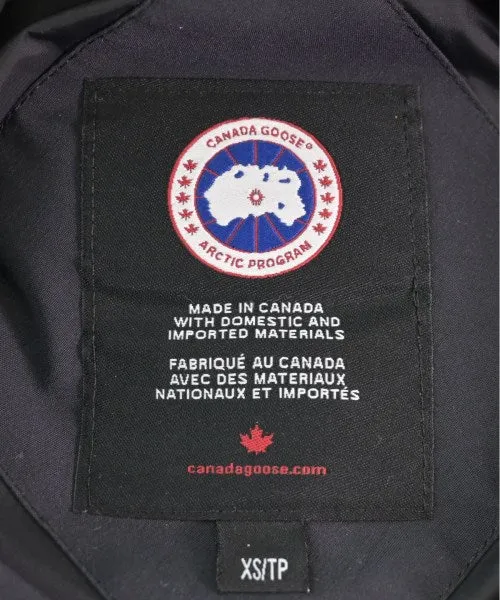 CANADA GOOSE®
ARCTIC PROGRAM
MADE IN CANADA
WITH DOMESTIC AND
IMPORTED MATERIALS
FABRIQUÉ AU CANADA
AVEC DES MATERIAUX
NATIONAUX ET IMPORTÉS
canadagoose.com
XS/TP